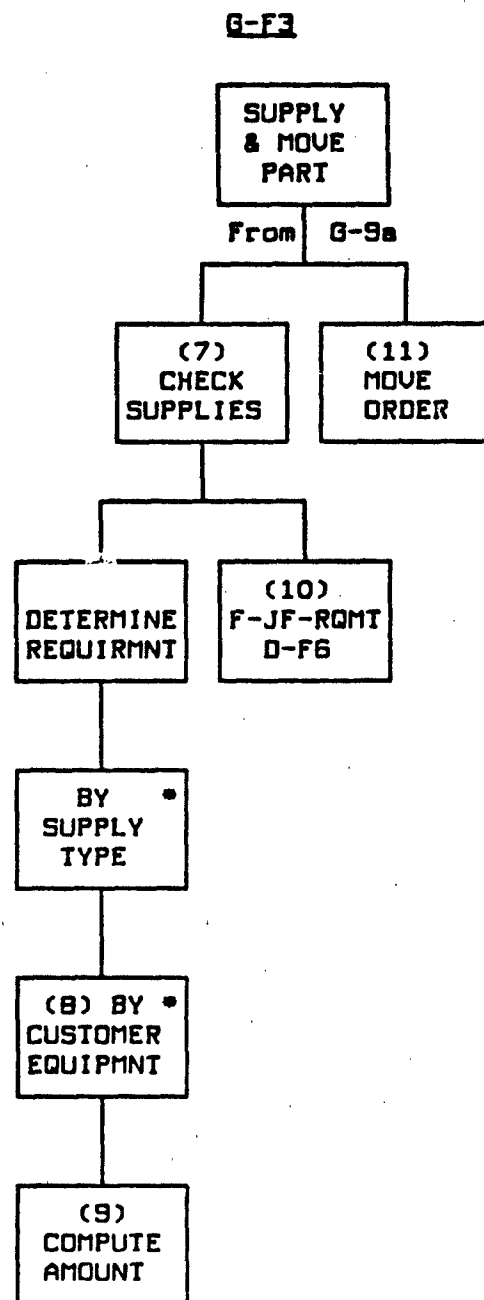 G-F3
SUPPLY
& MOVE
PART
From G-9a
(7)
CHECK
SUPPLIES
(11)
MOVE
ORDER
DETERMINE
REQUIRMNT
(10)
F-JF-RQMT
D-F6
BY *
SUPPLY
TYPE
(8) BY *
CUSTOMER
EQUIPMNT
(9)
COMPUTE
AMOUNT